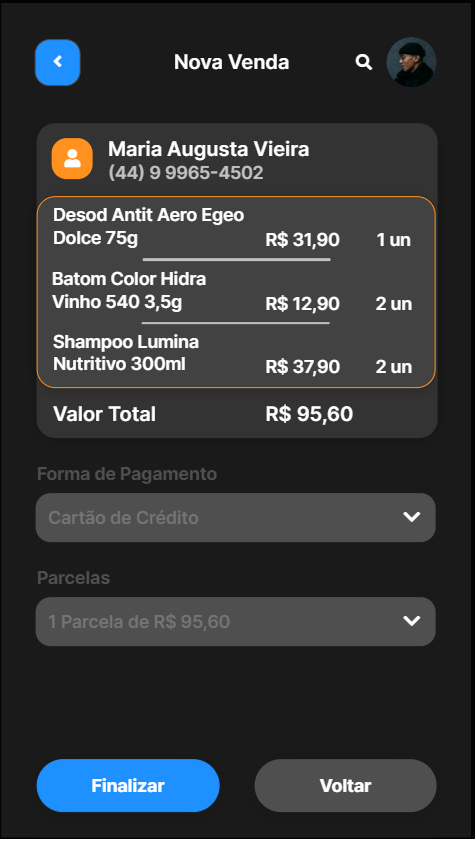 Nova Venda
Maria Augusta Vieira
(44) 9 9965-4502
Desod Antit Aero Egeo
Dolce 75g R$ 31,90 1 un
Batom Color Hidra
Vinho 540 3,5g R$ 12,90 2 un
Shampoo Lumina
Nutritivo 300ml R$ 37,90 2 un
Valor Total R$ 95,60
Forma de Pagamento
Cartão de Crédito
Parcelas
1 Parcela de R$ 95,60
Finalizar Voltar